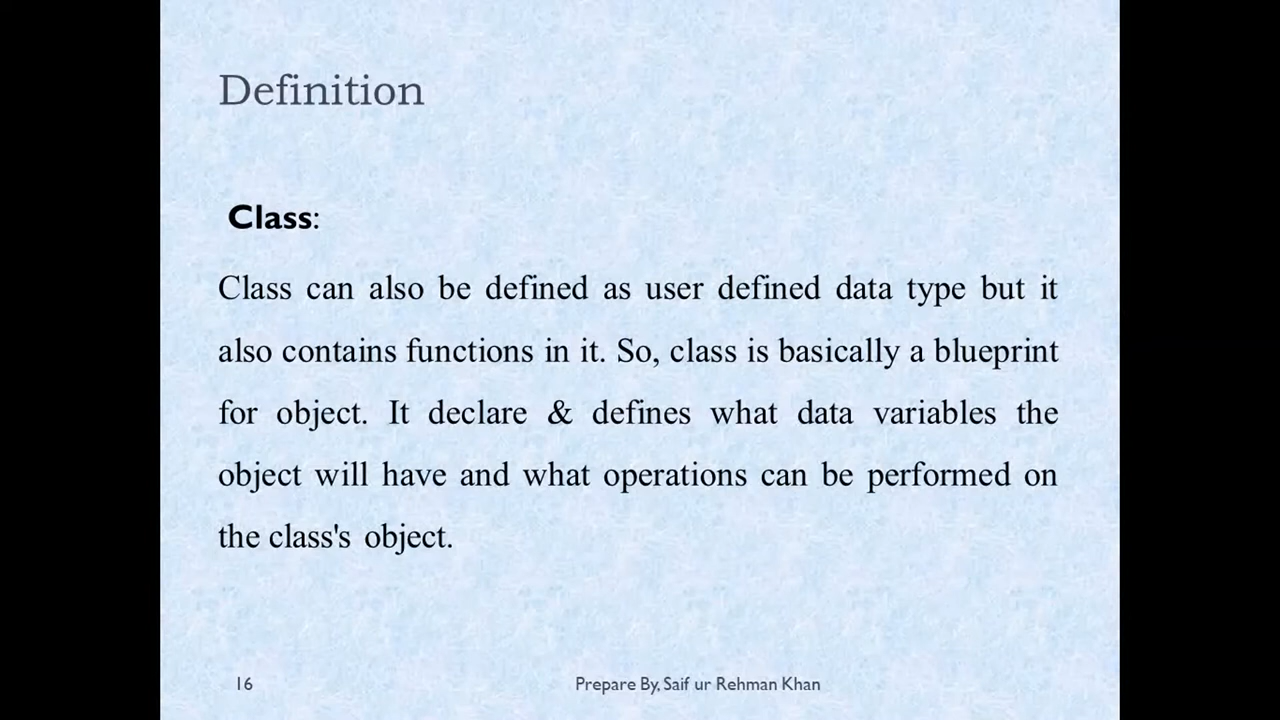 Definition
Class:
Class can also be defined as user defined data type but it
also contains functions in it. So, class is basically a blueprint
for object. It declare & defines what data variables the
object will have and what operations can be performed on
the class's object.
16
Prepare By, Saif ur Rehman Khan